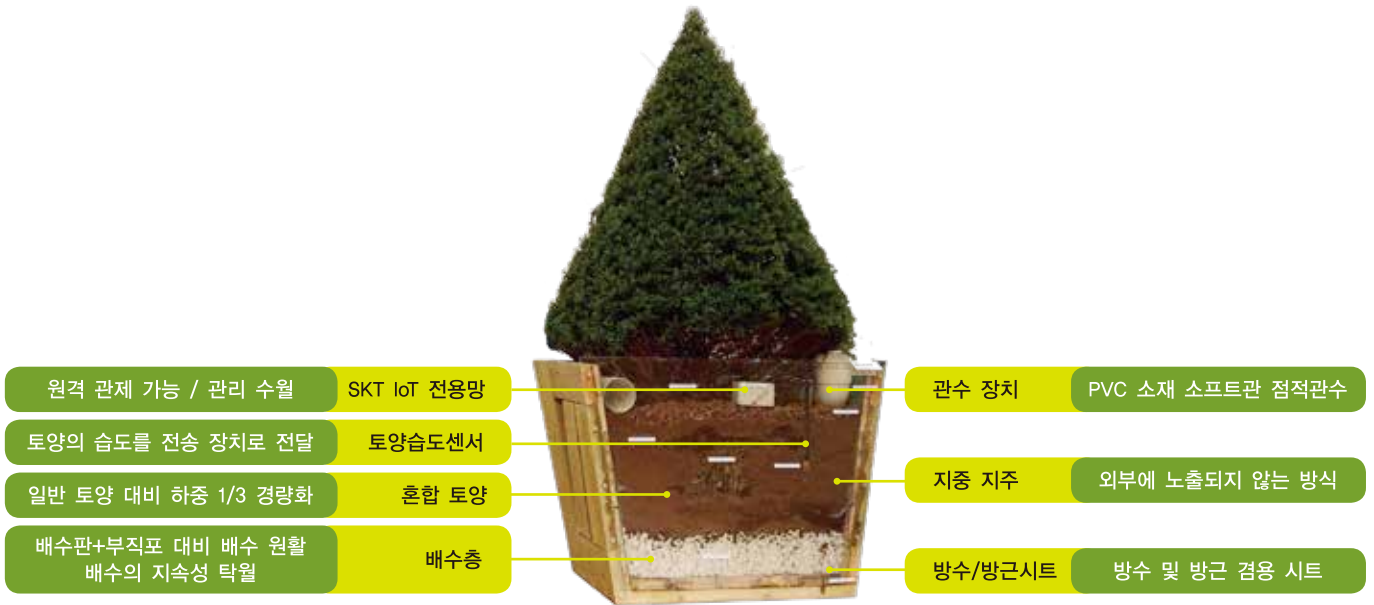 원격 관제 가능 / 관리 수월
SKT IoT 전용망
토양의 습도를 전송 장치로 전달
토양습도센서
일반 토양 대비 하중 1/3 경량화
혼합 토양
배수판+부직포 대비 배수 원활
배수의 지속성 탁월
배수층
관수 장치
PVC 소재 소프트관 점적관수
지중 지주
외부에 노출되지 않는 방식
방수/방근시트
방수 및 방근 겸용 시트